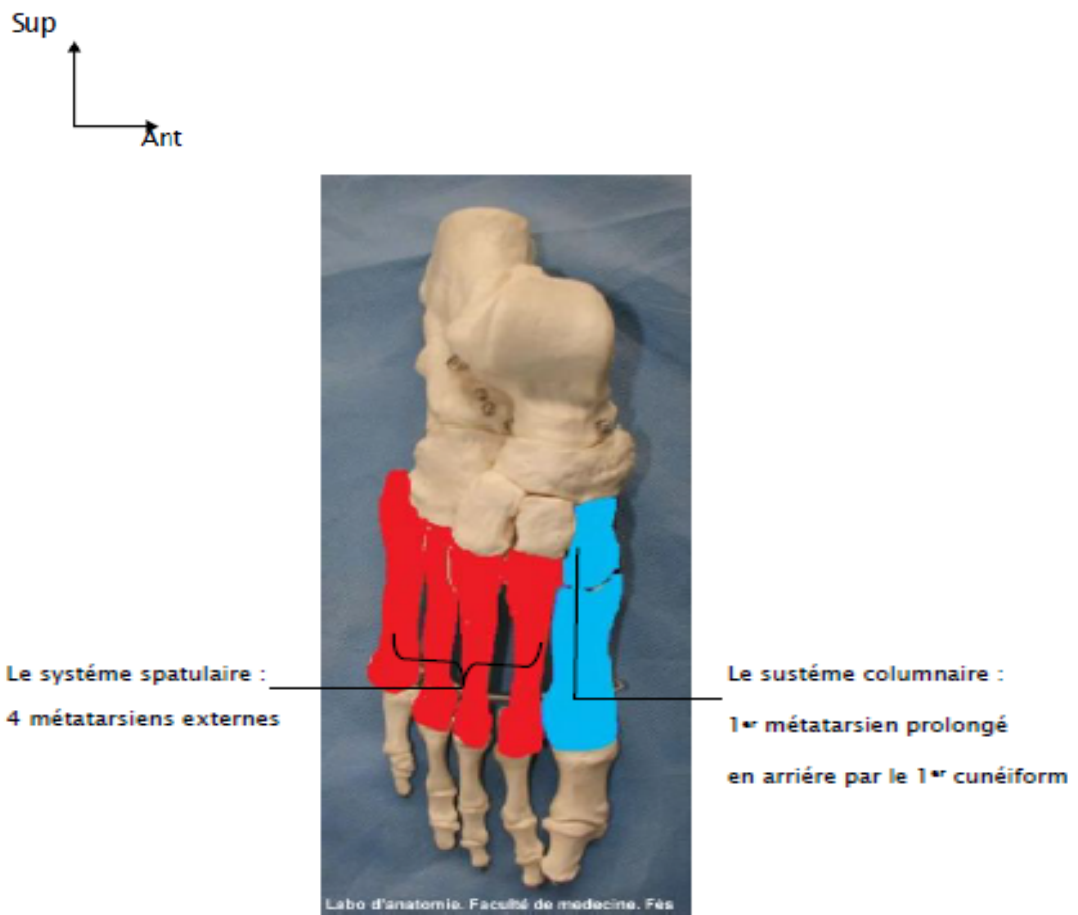 Sup
Ant
Le systéme spatulaire :
4 métatarsiens externes
Le sustéme columnaire :
1er métatarsien prolongé
en arriére par le 1er cunéiform
Labo d'anatomie. Faculté de medecine. Fès